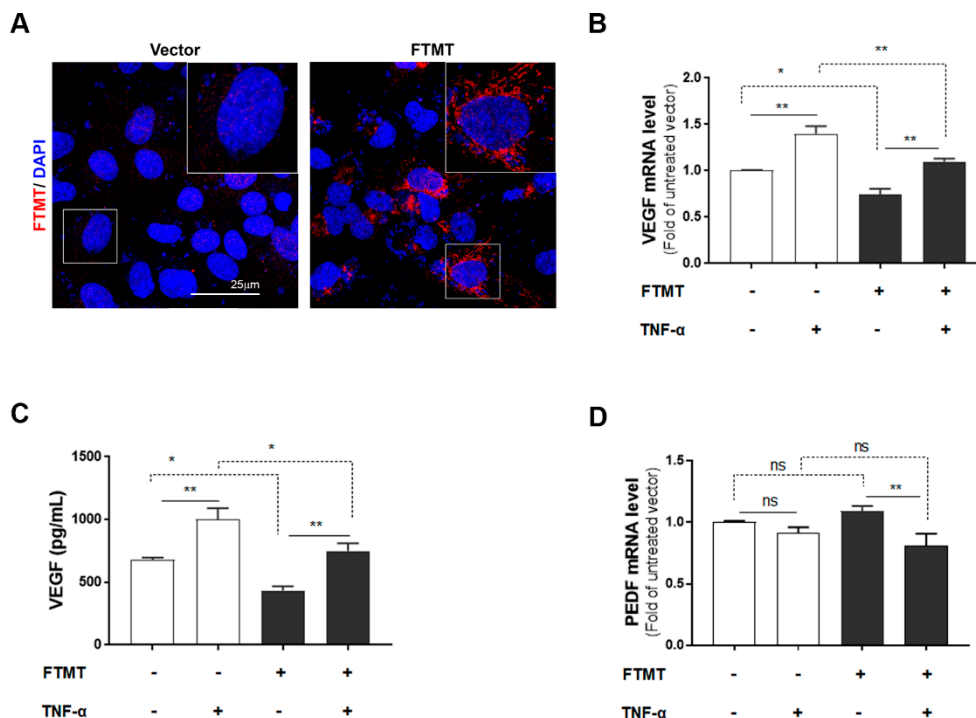 A
Vector
FTMT
FTMT/ DAPI
25μm
B
VEGF mRNA level
(Fold of untreated vector)
2.0
1.5
1.0
0.5
0.0
*
**
**
**
FTMT - - + +
TNF-α - + - +
C
VEGF (pg/mL)
1500
1000
500
0
*
*
**
**
FTMT - - + +
TNF-α - + - +
D
PEDF mRNA level
(Fold of untreated vector)
1.5
1.0
0.5
0.0
ns
ns
ns
**
FTMT - - + +
TNF-α - + - +